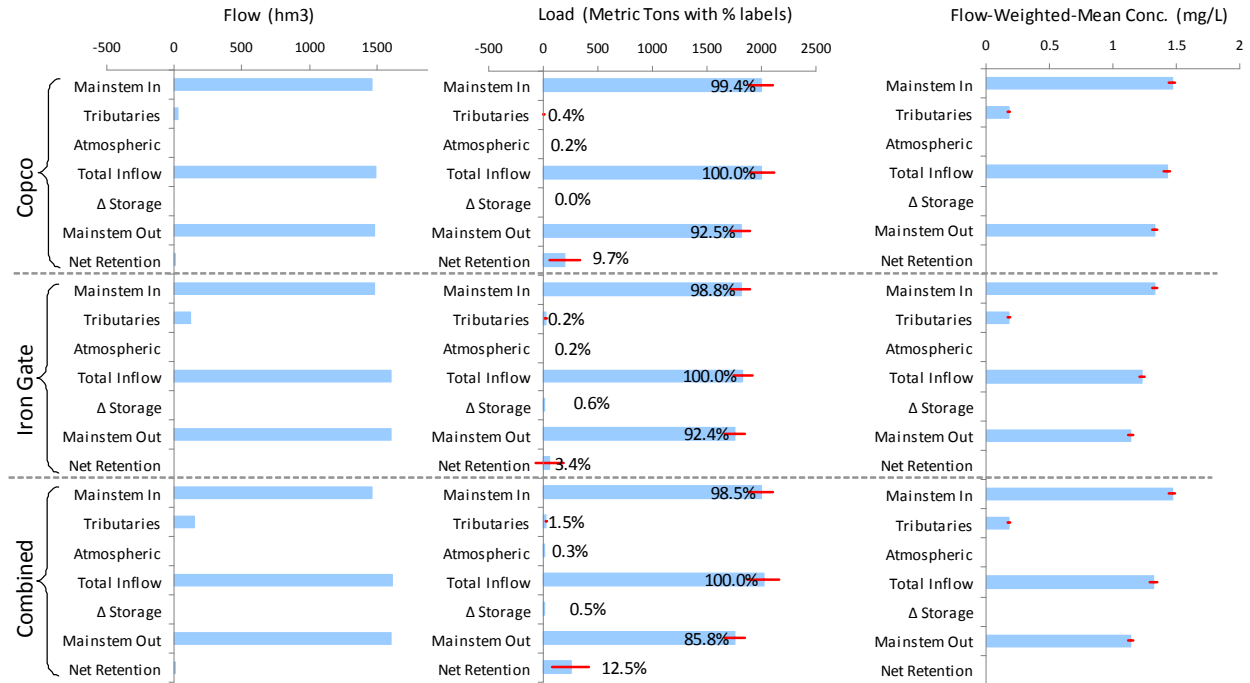 Flow (hm3)
Load (Metric Tons with % labels)
Flow-Weighted-Mean Conc. (mg/L)
-500 0 500 1000 1500
-500 0 500 1000 1500 2000 2500
0 0.5 1 1.5 2
Copco
Mainstem In Mainstem In 99.4% Mainstem In
Tributaries Tributaries 0.4% Tributaries
Atmospheric Atmospheric 0.2% Atmospheric
Total Inflow Total Inflow 100.0% Total Inflow
Δ Storage Δ Storage 0.0% Δ Storage
Mainstem Out Mainstem Out 92.5% Mainstem Out
Net Retention Net Retention 9.7% Net Retention
Iron Gate
Mainstem In Mainstem In 98.8% Mainstem In
Tributaries Tributaries 0.2% Tributaries
Atmospheric Atmospheric 0.2% Atmospheric
Total Inflow Total Inflow 100.0% Total Inflow
Δ Storage Δ Storage 0.6% Δ Storage
Mainstem Out Mainstem Out 92.4% Mainstem Out
Net Retention Net Retention 3.4% Net Retention
Combined
Mainstem In Mainstem In 98.5% Mainstem In
Tributaries Tributaries 1.5% Tributaries
Atmospheric Atmospheric 0.3% Atmospheric
Total Inflow Total Inflow 100.0% Total Inflow
Δ Storage Δ Storage 0.5% Δ Storage
Mainstem Out Mainstem Out 85.8% Mainstem Out
Net Retention Net Retention 12.5% Net Retention